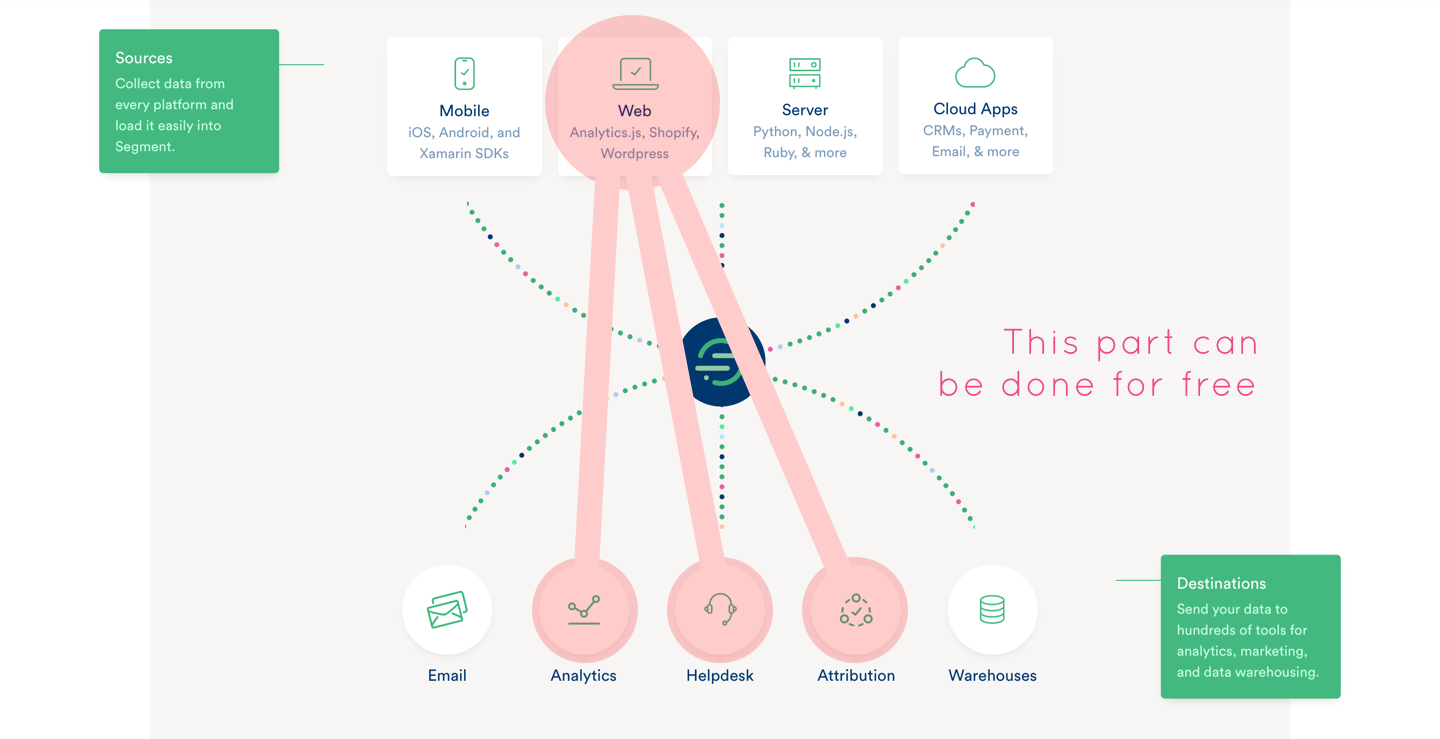 Sources
Collect data from
every platform and
load it easily into
Segment.
Mobile
iOS, Android, and
Xamarin SDKs
Web
Analytics.js, Shopify,
Wordpress
Server
Python, Node.js,
Ruby, & more
Cloud Apps
CRMs, Payment,
Email, & more
This part can
be done for free
Email
Analytics
Helpdesk
Attribution
Warehouses
Destinations
Send your data to
hundreds of tools for
analytics, marketing,
and data warehousing.